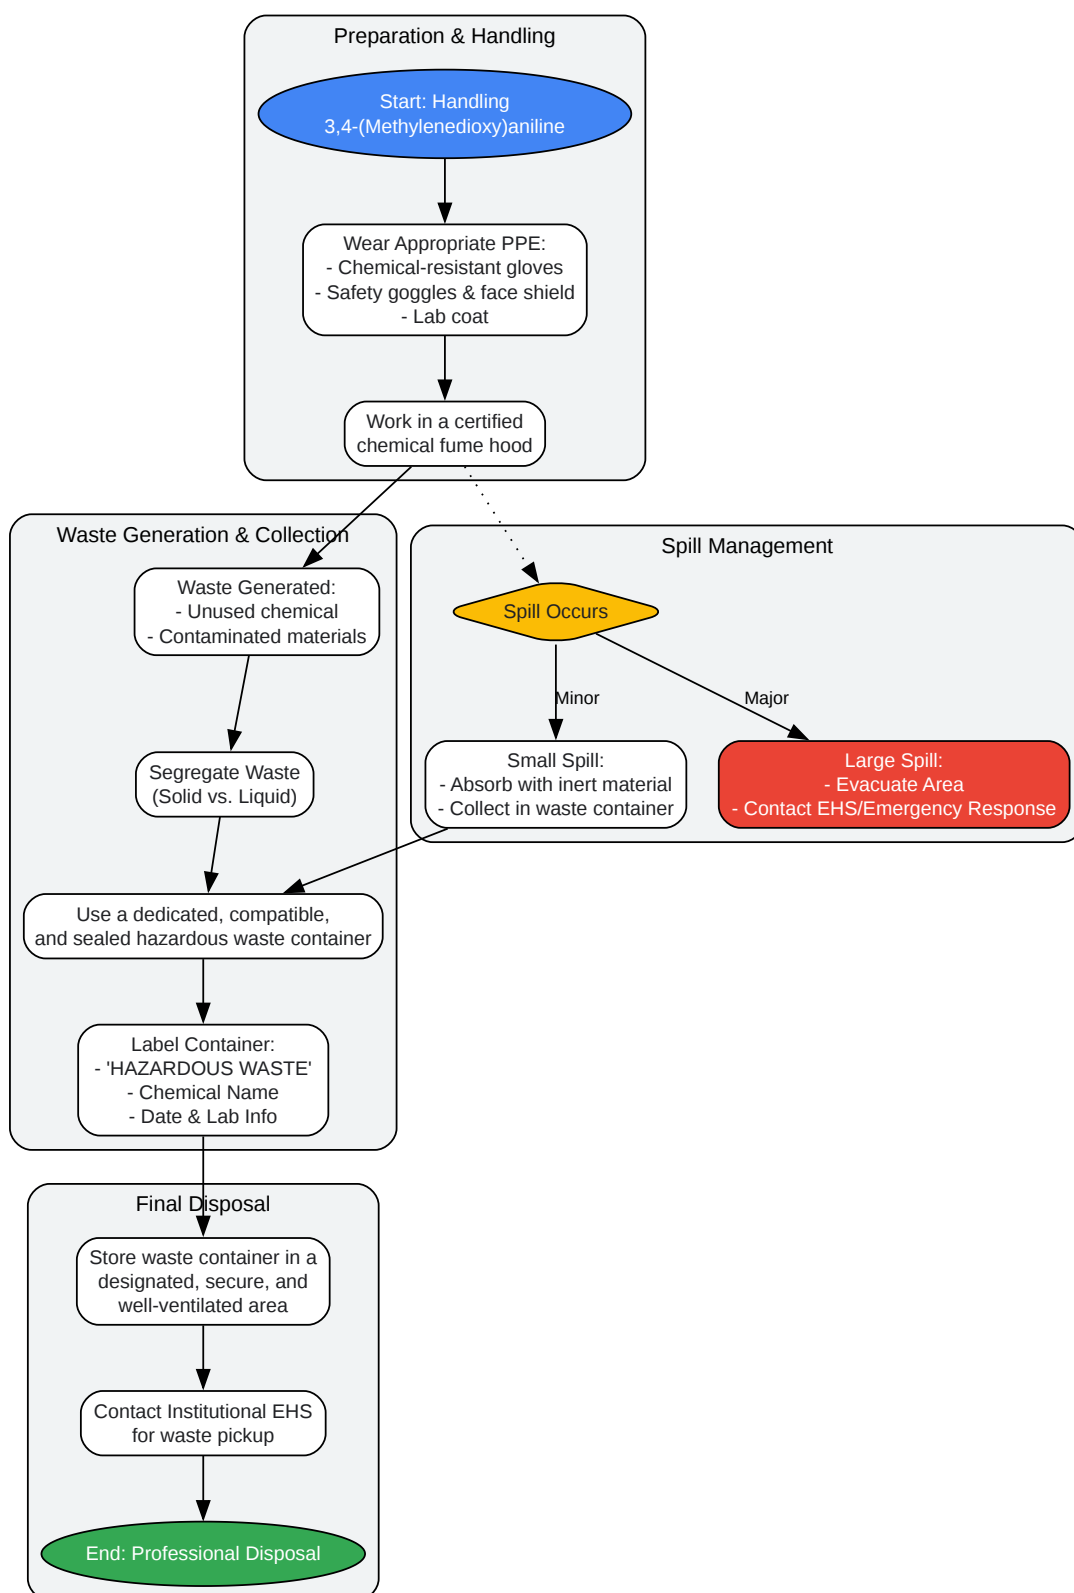 Preparation & Handling
Start: Handling
3,4-(Methylenedioxy)aniline
Wear Appropriate PPE:
- Chemical-resistant gloves
- Safety goggles & face shield
- Lab coat
Work in a certified
chemical fume hood
Waste Generation & Collection
Waste Generated:
- Unused chemical
- Contaminated materials
Segregate Waste
(Solid vs. Liquid)
Use a dedicated, compatible,
and sealed hazardous waste container
Label Container:
- 'HAZARDOUS WASTE'
- Chemical Name
- Date & Lab Info
Spill Management
Spill Occurs
Minor
Major
Small Spill:
- Absorb with inert material
- Collect in waste container
Large Spill:
- Evacuate Area
- Contact EHS/Emergency Response
Final Disposal
Store waste container in a
designated, secure, and
well-ventilated area
Contact Institutional EHS
for waste pickup
End: Professional Disposal